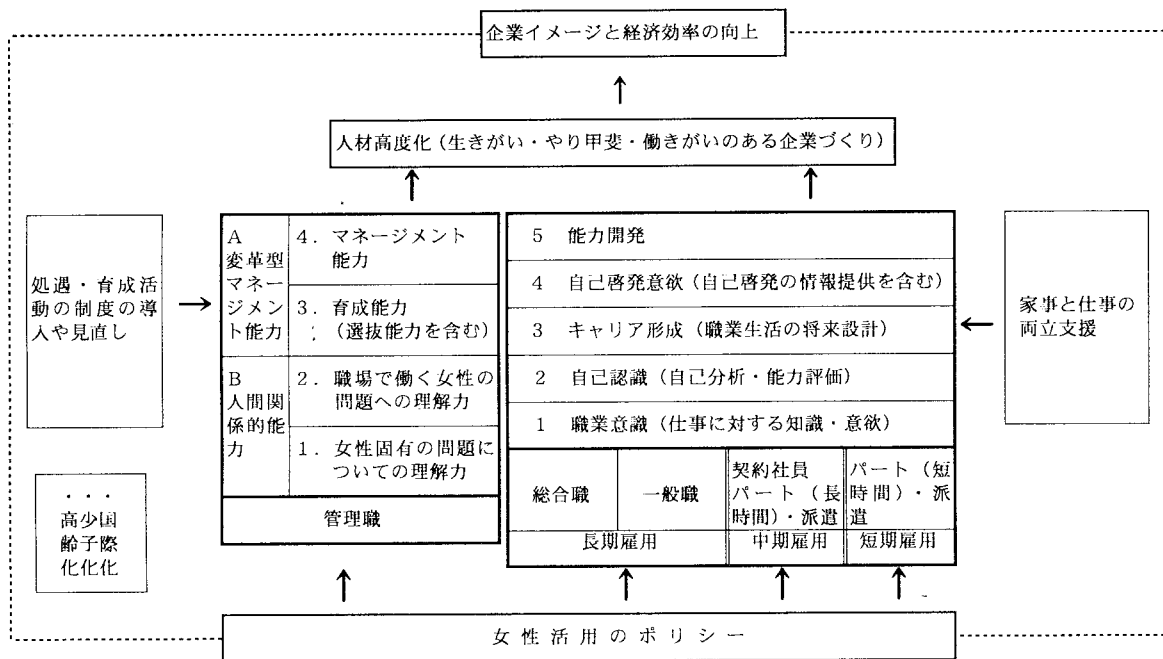 企業イメージと経済効率の向上
人材高度化（生きがい・やり甲斐・働きがいのある企業づくり）
処遇・育成活
動の制度の導
入や見直し
A
変革型
マネー
ジメン
ト能力
4．マネージメント
能力
3．育成能力
（選抜能力を含む）
B
人間関
係的能
力
2．職場で働く女性の
問題への理解力
1．女性固有の問題に
ついての理解力
管理職
5 能力開発
4 自己啓発意欲（自己啓発の情報提供を含む）
3 キャリア形成（職業生活の将来設計）
2 自己認識（自己分析・能力評価）
1 職業意識（仕事に対する知識・意欲）
総合職
一般職
契約社員
パート（長
時間）・派遣
パート（短
時間）・派
遣
長期雇用
中期雇用
短期雇用
家事と仕事の
両立支援
・・・
高少国
齢子際
化化化
女性活用のポリシー